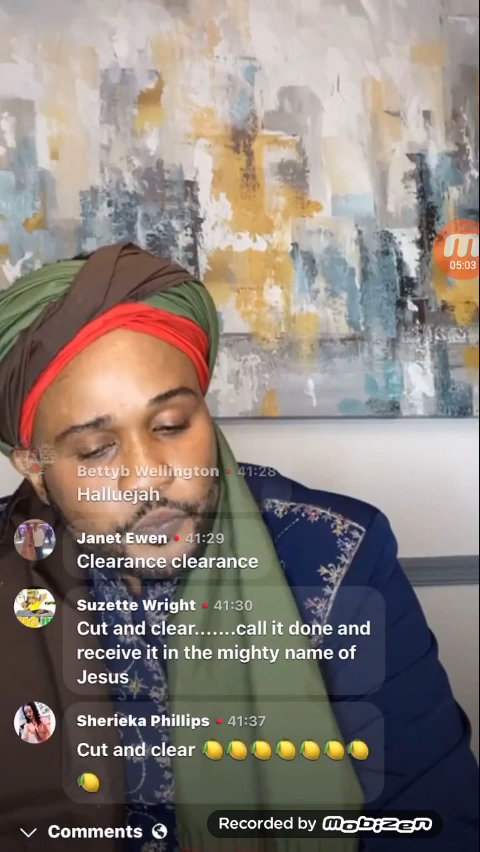 m
05:03
Bettyb Wellington • 41:28
Halluejah
Janet Ewen • 41:29
Clearance clearance
Suzette Wright • 41:30
Cut and clear.......call it done and
receive it in the mighty name of
Jesus
Sherieka Phillips • 41:37
Cut and clear 🍋🍋🍋🍋🍋🍋🍋
🍋
Comments
Recorded by mobizen